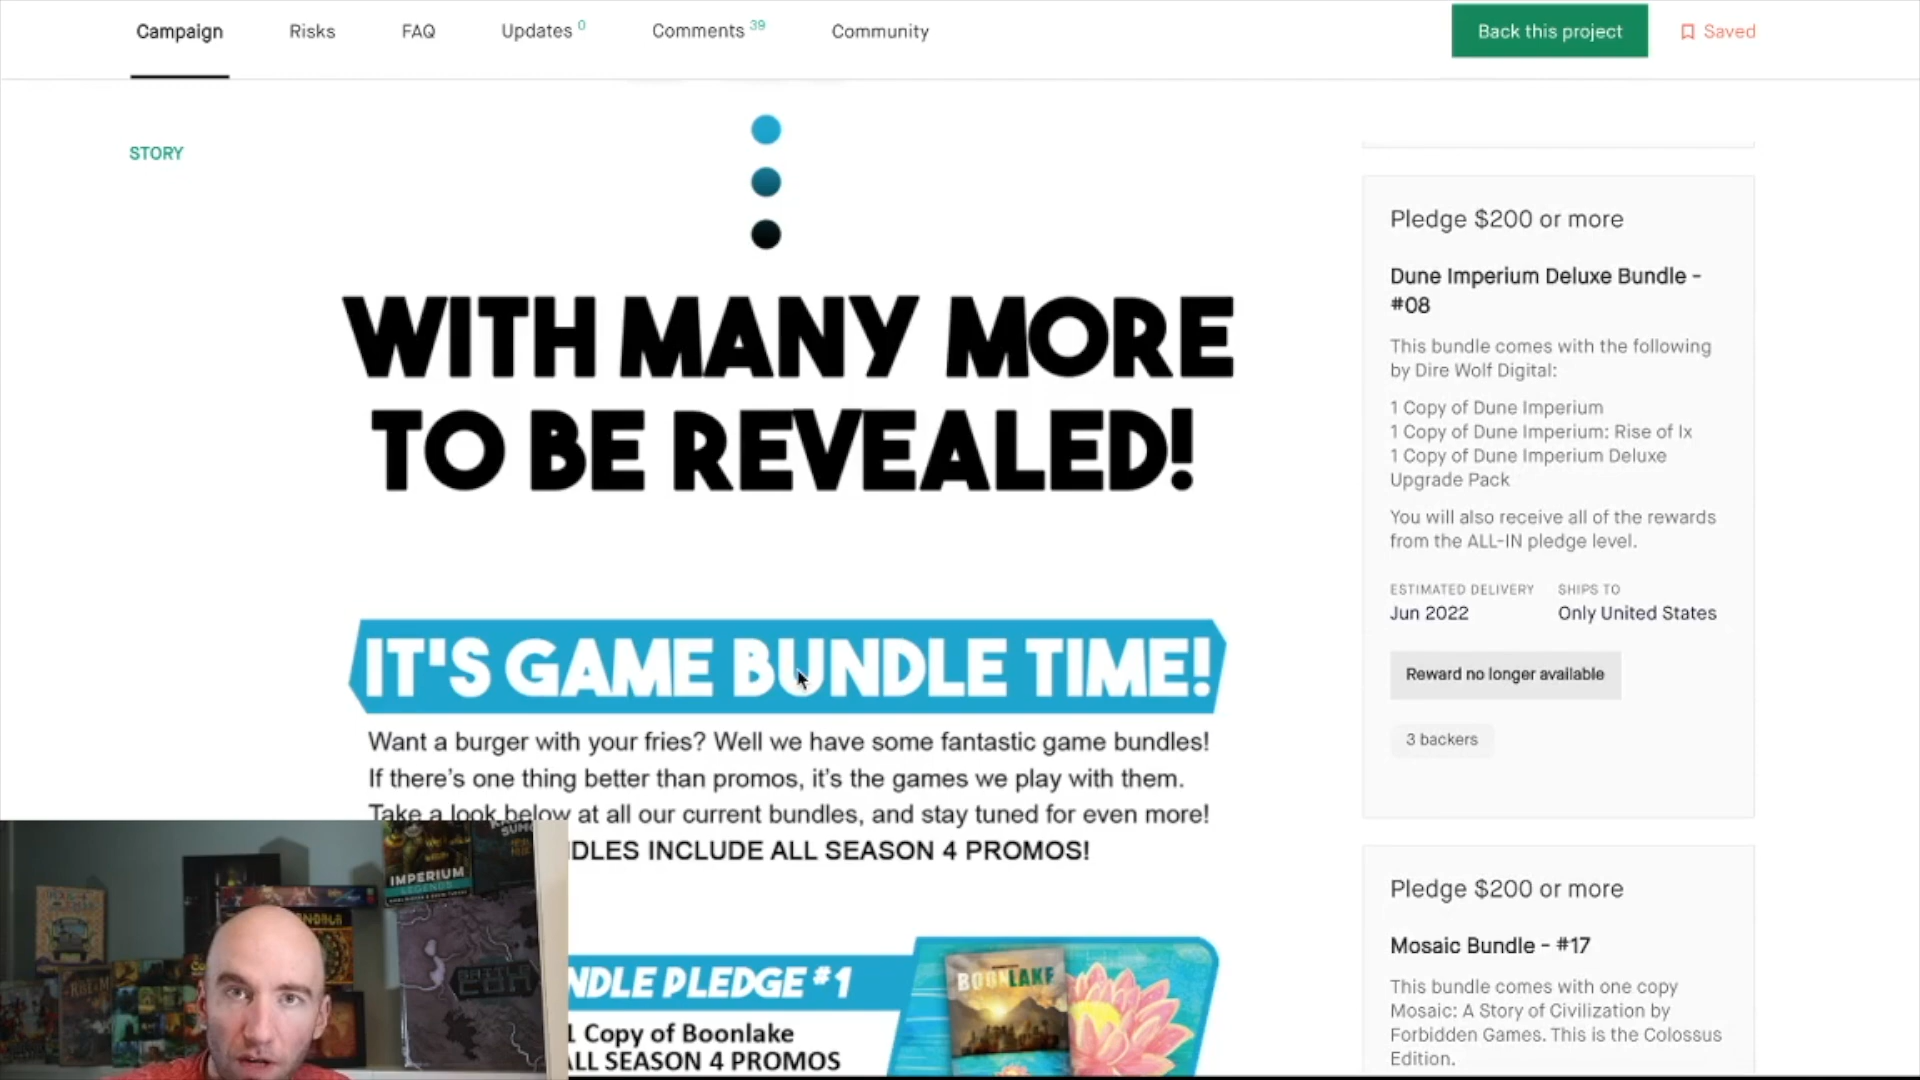 Campaign
Risks
FAQ
Updates 0
Comments 39
Community
Back this project
Saved
STORY
WITH MANY MORE
TO BE REVEALED!
IT'S GAME BUNDLE TIME!
Want a burger with your fries? Well we have some fantastic game bundles!
If there's one thing better than promos, it's the games we play with them.
Take a look below at all our current bundles, and stay tuned for even more!
DLES INCLUDE ALL SEASON 4 PROMOS!
NDLE PLEDGE #1
1 Copy of Boonlake
ALL SEASON 4 PROMOS
BOONLAKE
Pledge $200 or more
Dune Imperium Deluxe Bundle -
#08
This bundle comes with the following
by Dire Wolf Digital:
1 Copy of Dune Imperium
1 Copy of Dune Imperium: Rise of Ix
1 Copy of Dune Imperium Deluxe
Upgrade Pack
You will also receive all of the rewards
from the ALL-IN pledge level.
ESTIMATED DELIVERY
Jun 2022
SHIPS TO
Only United States
Reward no longer available
3 backers
Pledge $200 or more
Mosaic Bundle - #17
This bundle comes with one copy
Mosaic: A Story of Civilization by
Forbidden Games. This is the Colossus
Edition.
IMPERIUM
LEGENDS